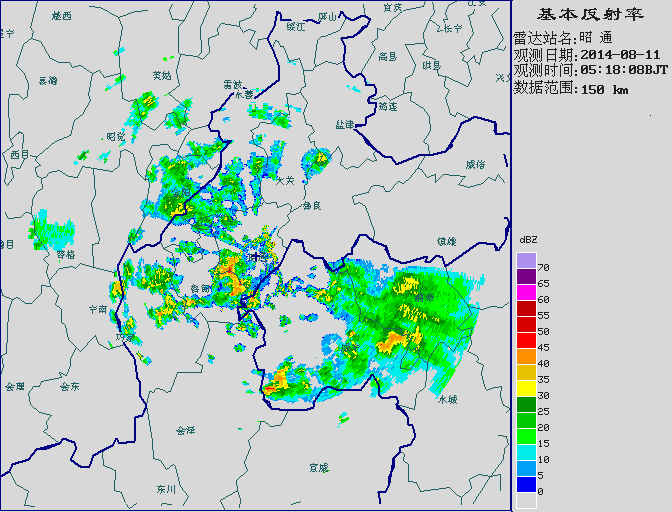 基本反射率
雷达站名:昭 通
观测日期:2014-08-11
观测时间:05:18:08BJT
数据范围:150 km
越西
绥江
屏山
宜宾
长宁
高县
珙县
兴文
喜德
美姑
雷波
永善
筠连
盐津
昭觉
西昌
威信
大关
彝良
镇雄
普格
鲁甸
宁南
巧家
会理
会东
会泽
水城
宣威
东川
dBZ
70
65
60
55
50
45
40
35
30
25
20
15
10
5
0